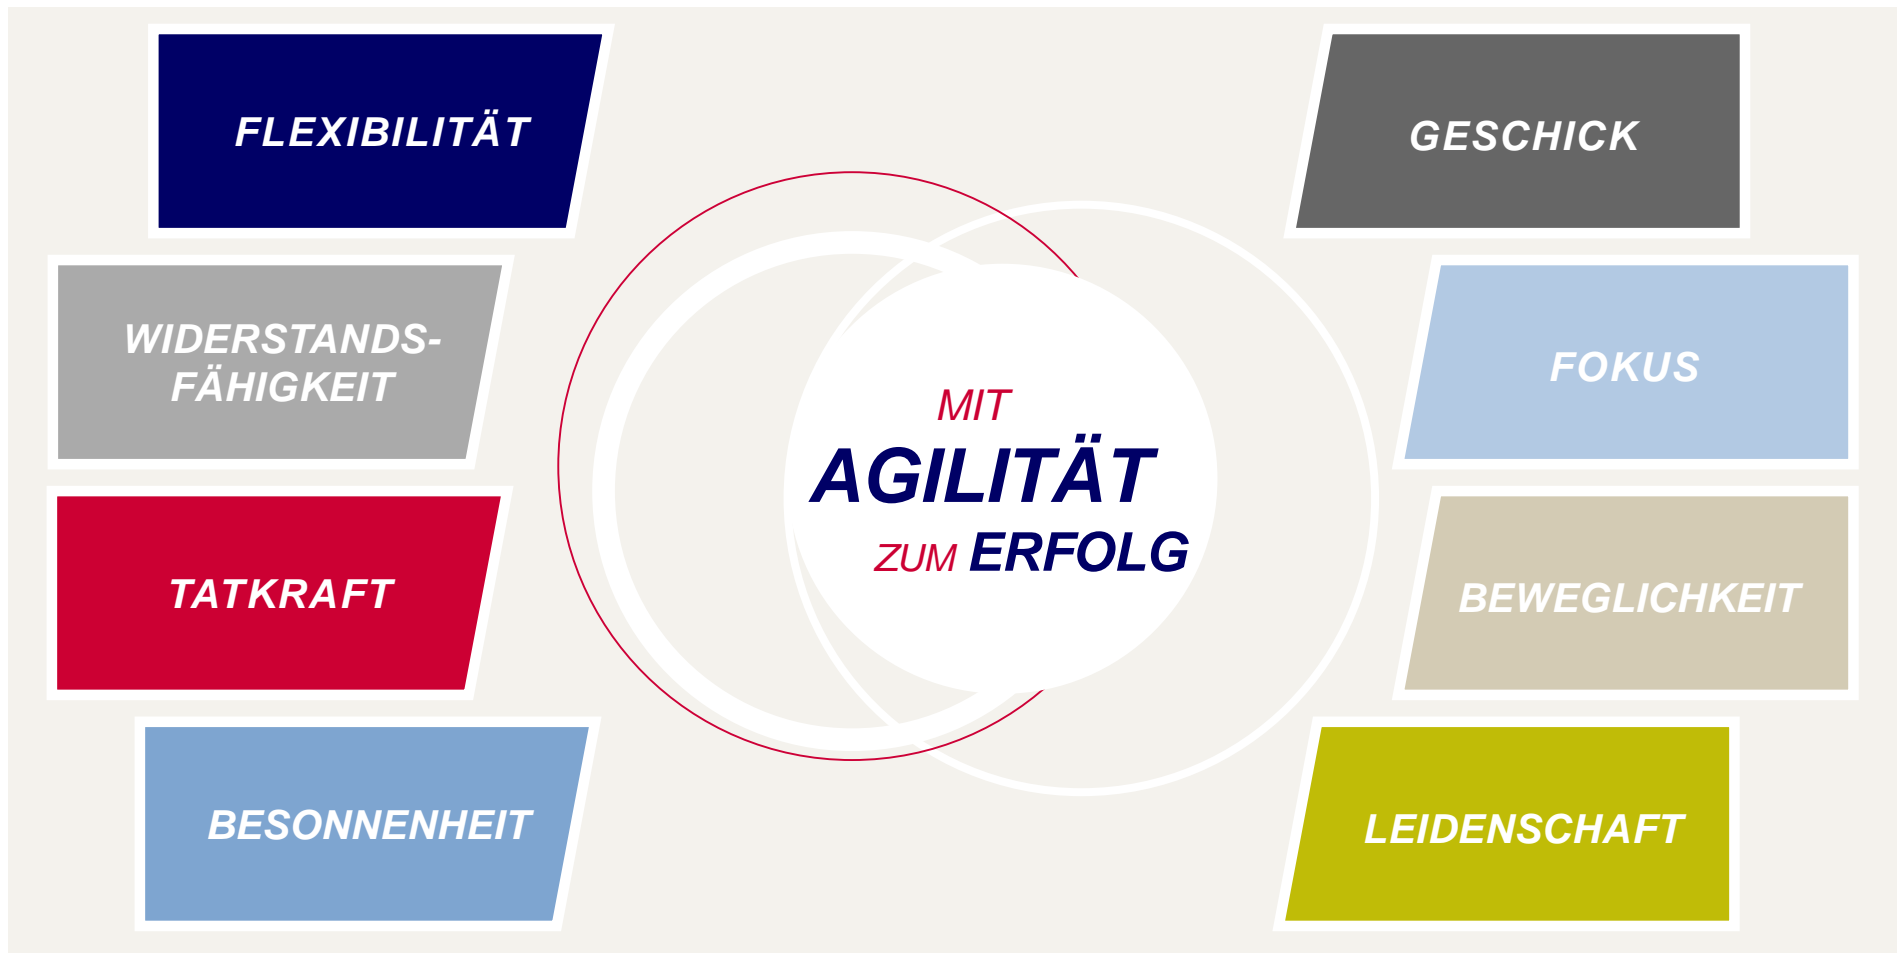 FLEXIBILITÄT
WIDERSTANDS-
FÄHIGKEIT
TATKRAFT
BESONNENHEIT
MIT
AGILITÄT
ZUM ERFOLG
GESCHICK
FOKUS
BEWEGLICHKEIT
LEIDENSCHAFT